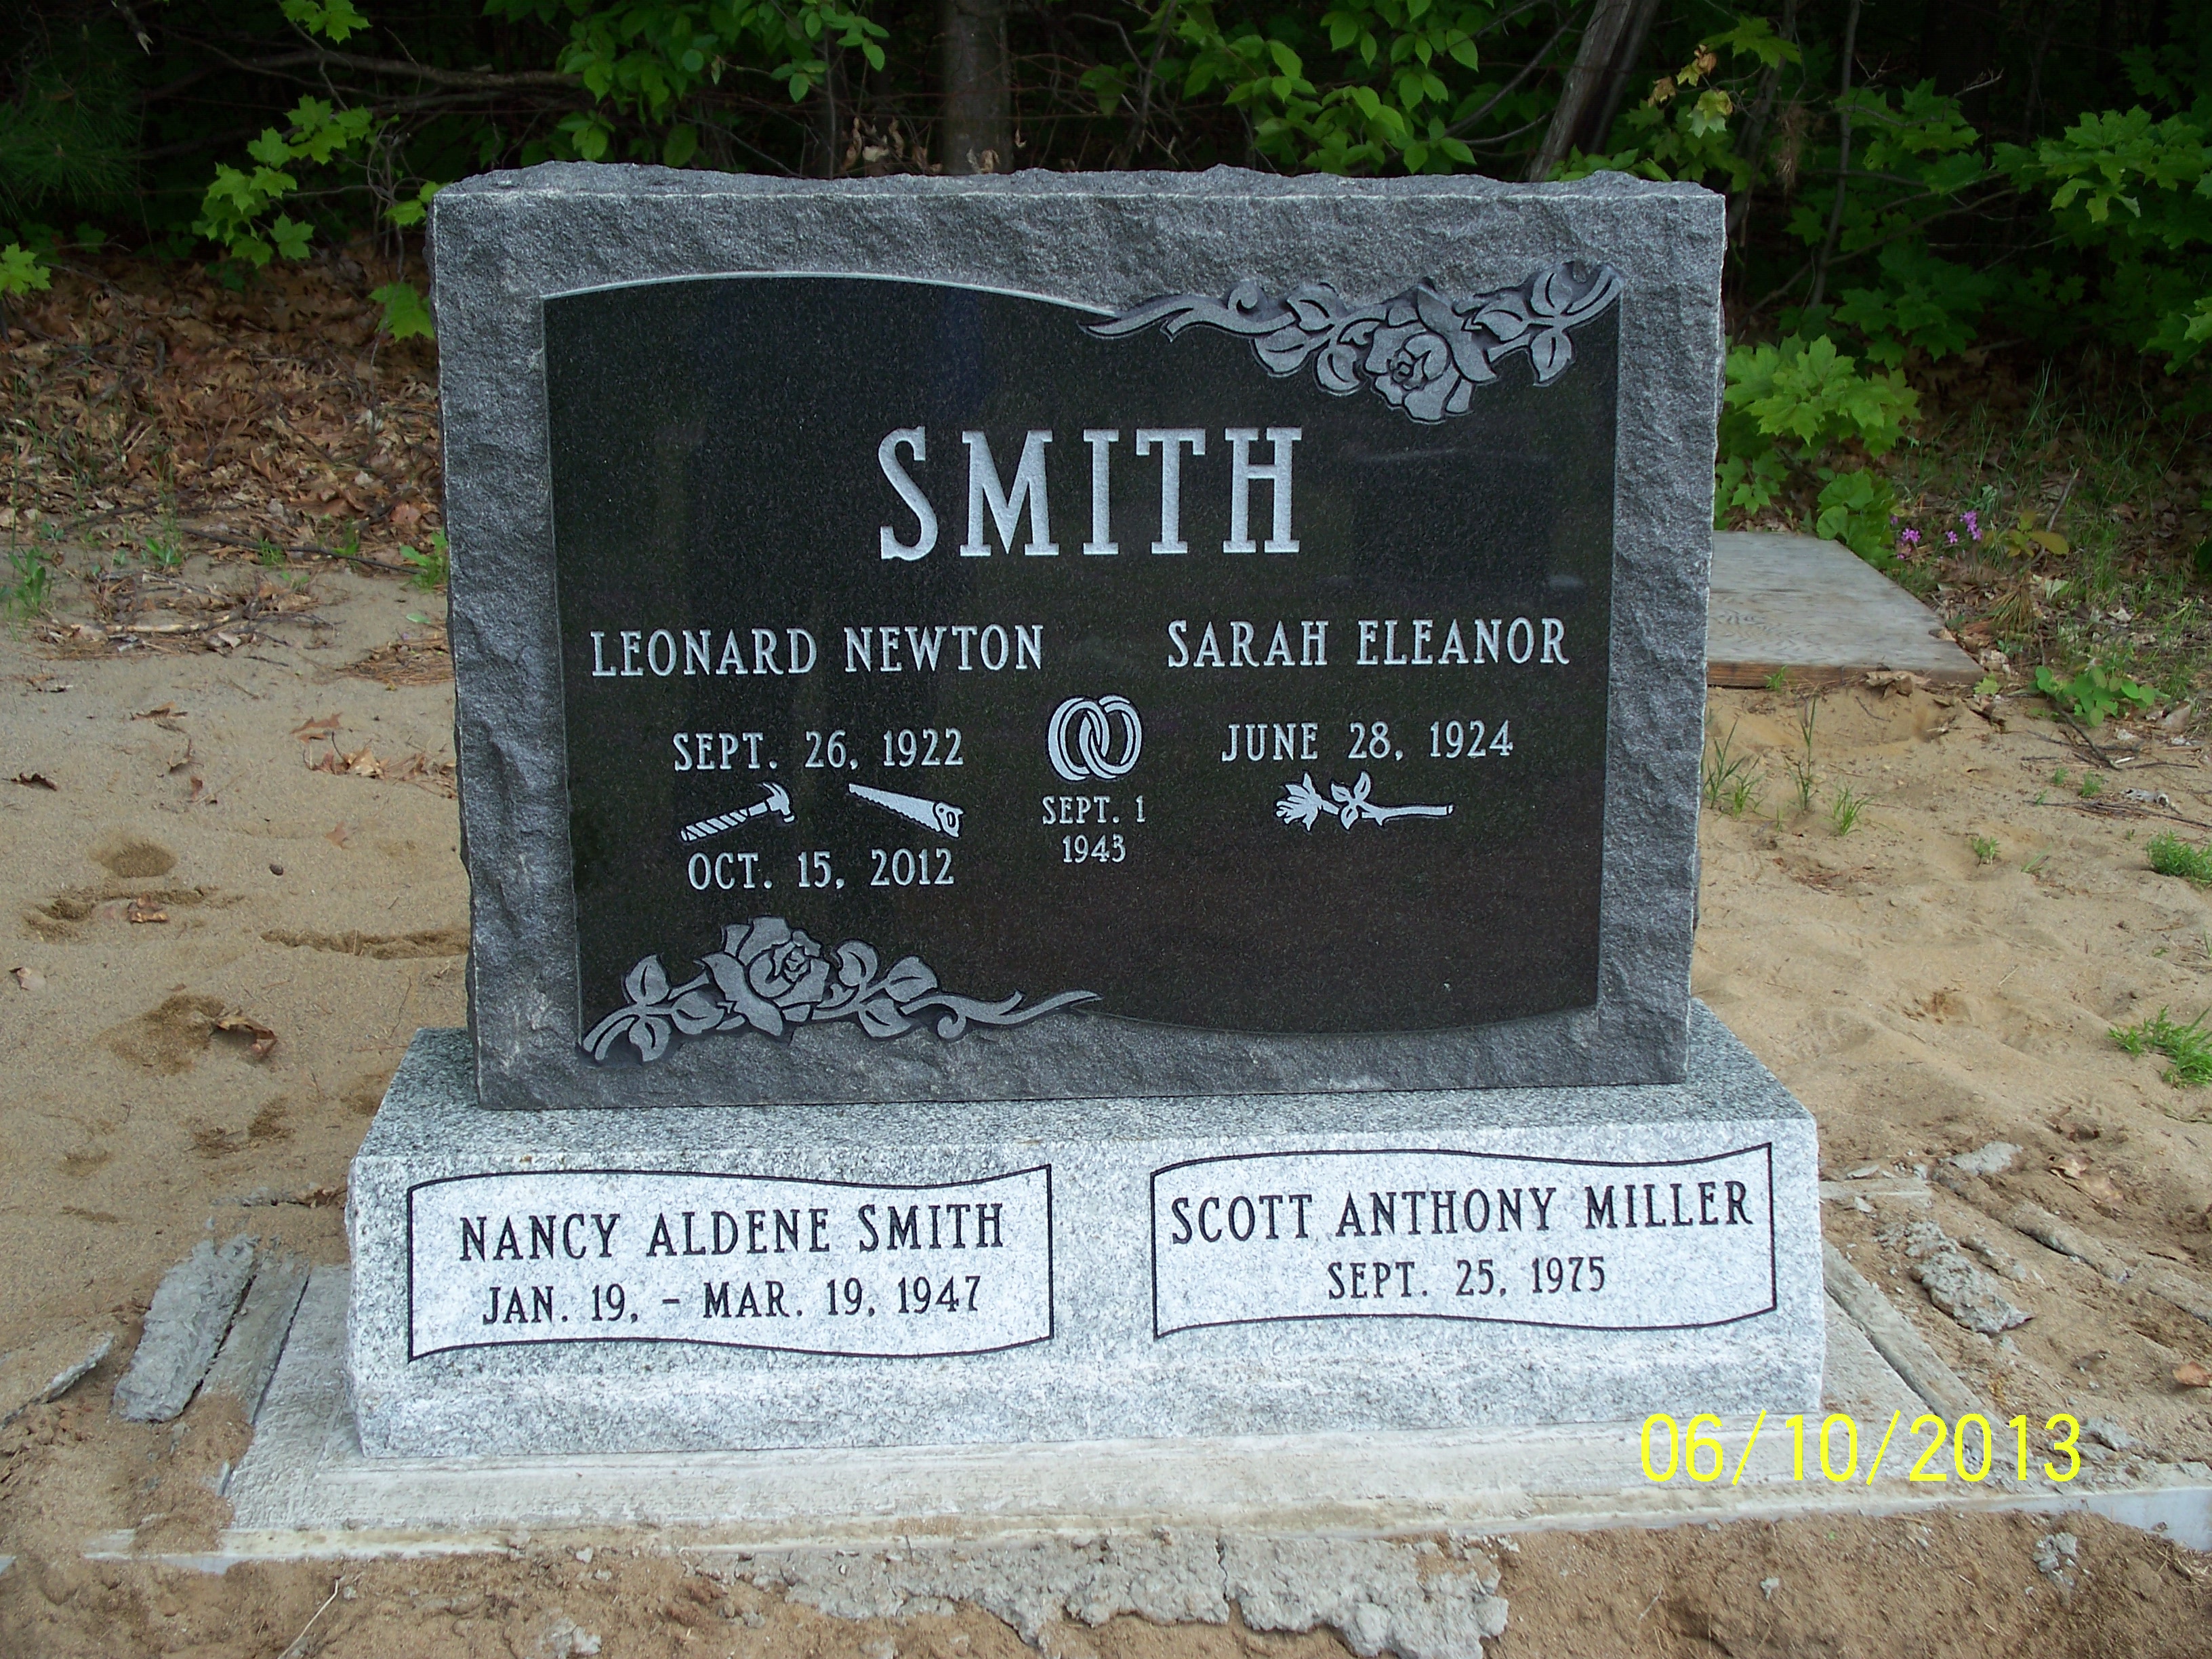 SMITH
LEONARD NEWTON
SEPT. 26, 1922
OCT. 15, 2012
SEPT. 1
1943
SARAH ELEANOR
JUNE 28, 1924
NANCY ALDENE SMITH
JAN. 19, - MAR. 19, 1947
SCOTT ANTHONY MILLER
SEPT. 25, 1975
06/10/2013